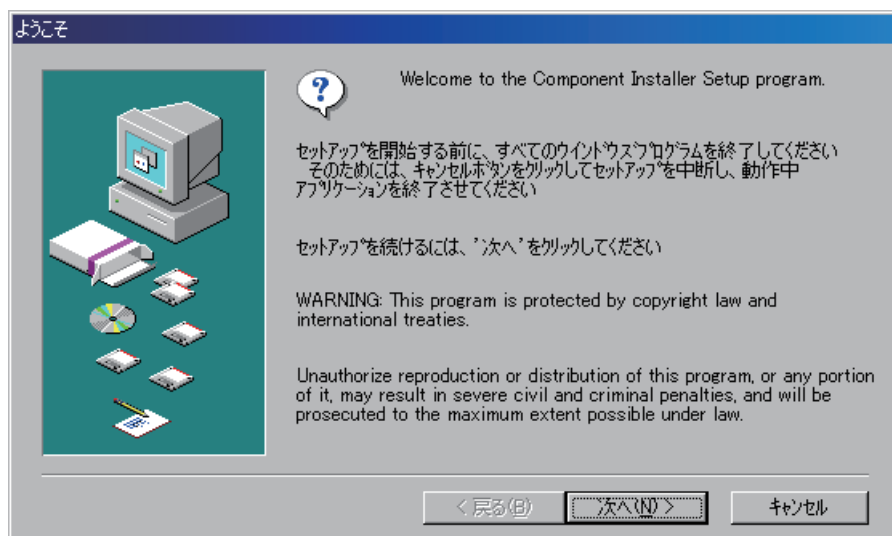 ようこそ
Welcome to the Component Installer Setup program.
セットアップを開始する前に、すべてのウインドウズプログラムを終了してください
そのためには、キャンセルボタンをクリックしてセットアップを中断し、動作中
アプリケーションを終了させてください
セットアップを続けるには、'次へ'をクリックしてください
WARNING: This program is protected by copyright law and
international treaties.
Unauthorize reproduction or distribution of this program, or any portion
of it, may result in severe civil and criminal penalties, and will be
prosecuted to the maximum extent possible under law.
< 戻る(B) 次へ(N) > キャンセル